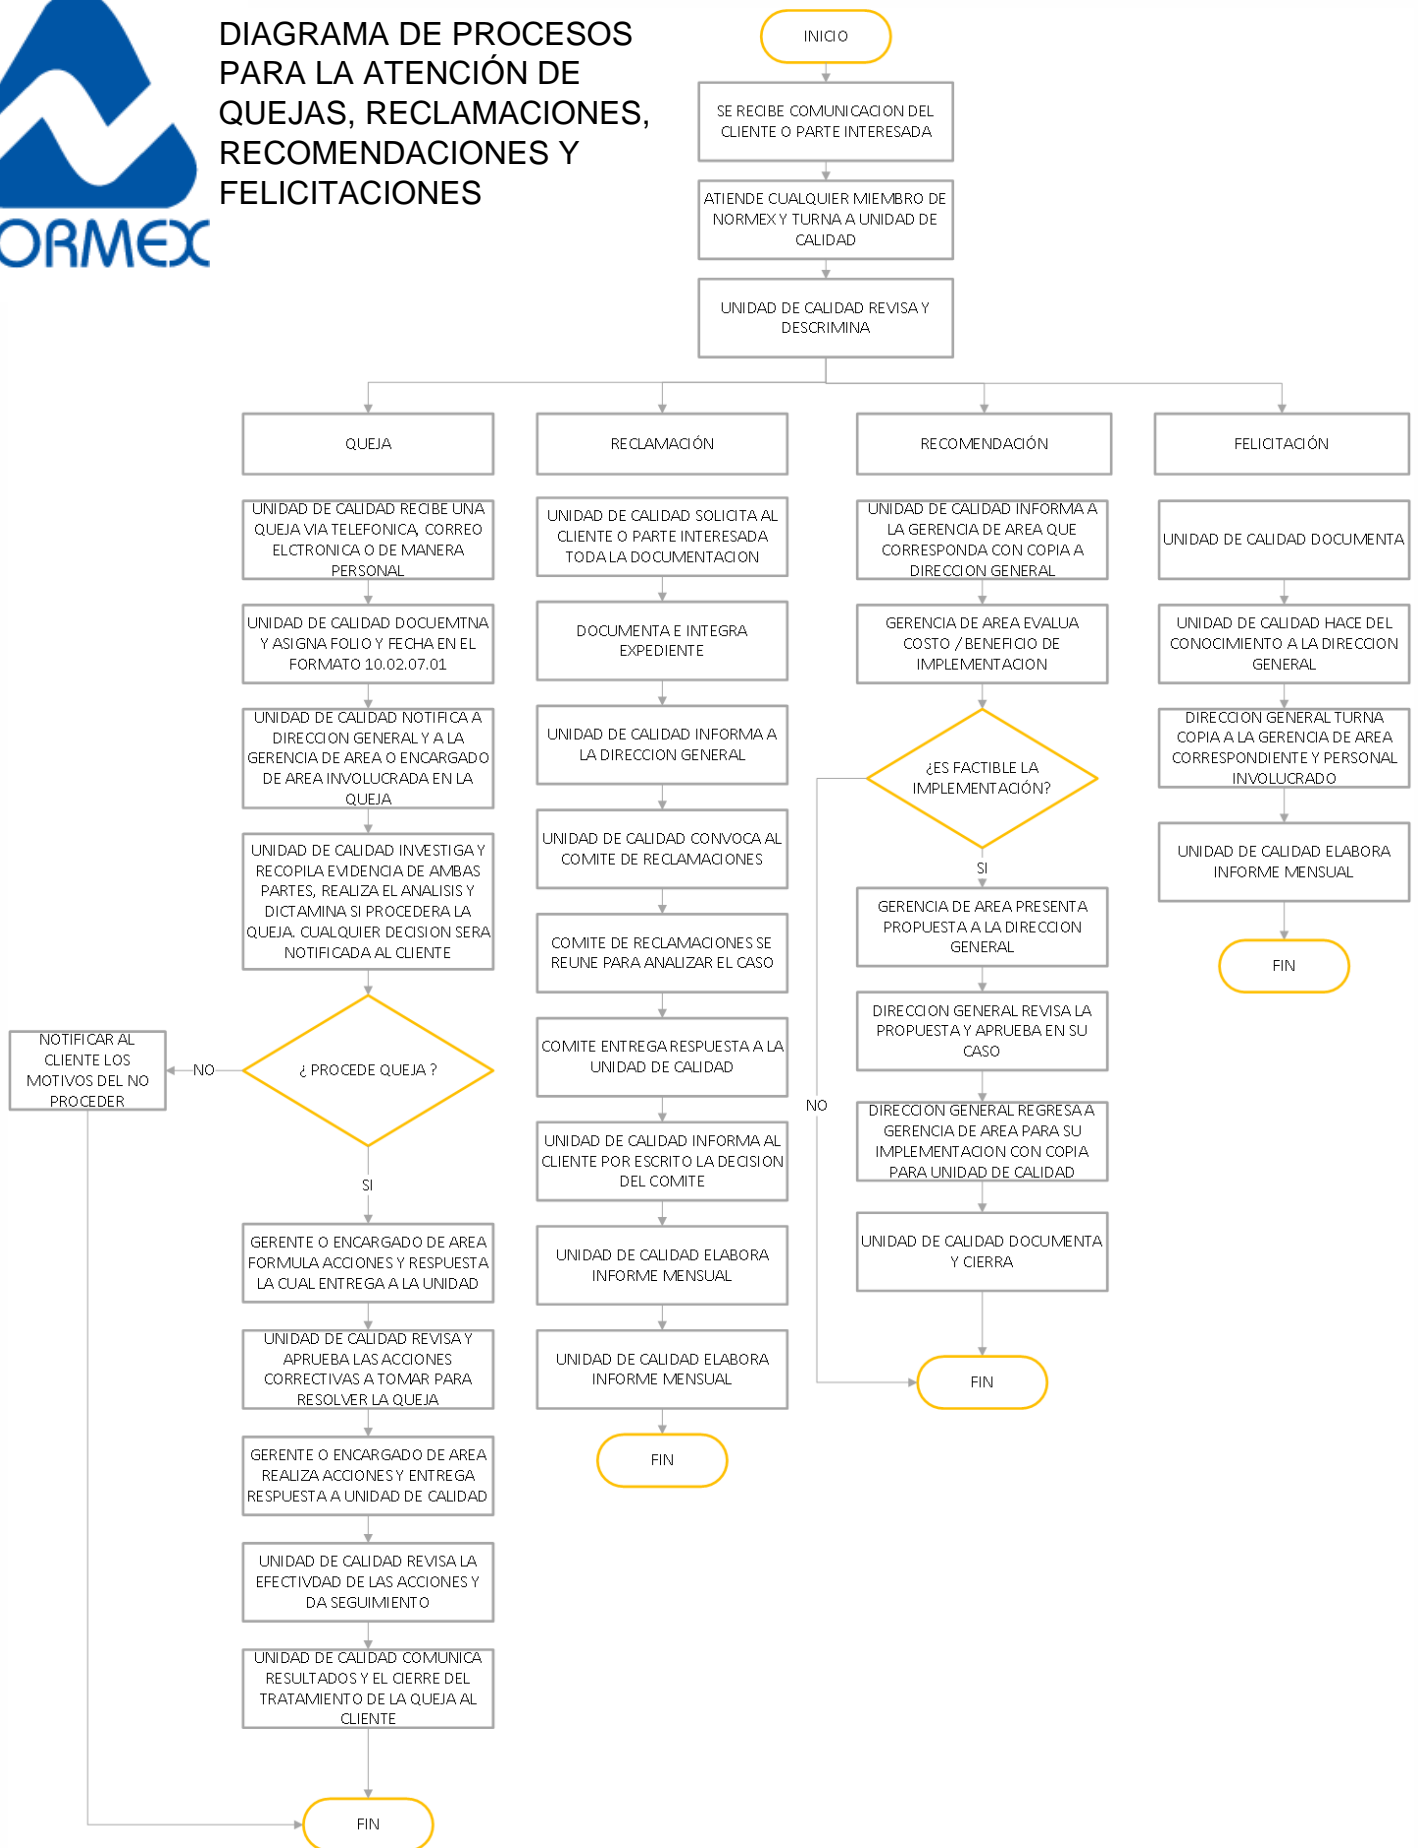 DIAGRAMA DE PROCESOS
PARA LA ATENCIÓN DE
QUEJAS, RECLAMACIONES,
RECOMENDACIONES Y
FELICITACIONES
ORMEX
INICIO
SE RECIBE COMUNICACION DEL
CLIENTE O PARTE INTERESADA
ATIENDE CUALQUIER MIEMBRO DE
NORMEX Y TURNA A UNIDAD DE
CALIDAD
UNIDAD DE CALIDAD REVISA Y
DESCRIMINA
QUEJA
UNIDAD DE CALIDAD RECIBE UNA
QUEJA VIA TELEFONICA, CORREO
ELCTRONICA O DE MANERA
PERSONAL
UNIDAD DE CALIDAD DOCUEMTNA
Y ASIGNA FOLIO Y FECHA EN EL
FORMATO 10.02.07.01
UNIDAD DE CALIDAD NOTIFICA A
DIRECCION GENERAL Y A LA
GERENCIA DE AREA O ENCARGADO
DE AREA INVOLUCRADA EN LA
QUEJA
UNIDAD DE CALIDAD INVESTIGA Y
RECOPILA EVIDENCIA DE AMBAS
PARTES, REALIZA EL ANALISIS Y
DICTAMINA SI PROCEDERA LA
QUEJA. CUALQUIER DECISION SERA
NOTIFICADA AL CLIENTE
¿ PROCEDE QUEJA ?
NO
NOTIFICAR AL
CLIENTE LOS
MOTIVOS DEL NO
PROCEDER
SI
GERENTE O ENCARGADO DE AREA
FORMULA ACCIONES Y RESPUESTA
LA CUAL ENTREGA A LA UNIDAD
UNIDAD DE CALIDAD REVISA Y
APRUEBA LAS ACCIONES
CORRECTIVAS A TOMAR PARA
RESOLVER LA QUEJA
GERENTE O ENCARGADO DE AREA
REALIZA ACCIONES Y ENTREGA
RESPUESTA A UNIDAD DE CALIDAD
UNIDAD DE CALIDAD REVISA LA
EFECTIVDAD DE LAS ACCIONES Y
DA SEGUIMIENTO
UNIDAD DE CALIDAD COMUNICA
RESULTADOS Y EL CIERRE DEL
TRATAMIENTO DE LA QUEJA AL
CLIENTE
FIN
RECLAMACIÓN
UNIDAD DE CALIDAD SOLICITA AL
CLIENTE O PARTE INTERESADA
TODA LA DOCUMENTACION
DOCUMENTA E INTEGRA
EXPEDIENTE
UNIDAD DE CALIDAD INFORMA A
LA DIRECCION GENERAL
UNIDAD DE CALIDAD CONVOCA AL
COMITE DE RECLAMACIONES
COMITE DE RECLAMACIONES SE
REUNE PARA ANALIZAR EL CASO
COMITE ENTREGA RESPUESTA A LA
UNIDAD DE CALIDAD
UNIDAD DE CALIDAD INFORMA AL
CLIENTE POR ESCRITO LA DECISION
DEL COMITE
UNIDAD DE CALIDAD ELABORA
INFORME MENSUAL
UNIDAD DE CALIDAD ELABORA
INFORME MENSUAL
FIN
RECOMENDACIÓN
UNIDAD DE CALIDAD INFORMA A
LA GERENCIA DE AREA QUE
CORRESPONDA CON COPIA A
DIRECCION GENERAL
GERENCIA DE AREA EVALUA
COSTO / BENEFICIO DE
IMPLEMENTACION
¿ES FACTIBLE LA
IMPLEMENTACIÓN?
SI
GERENCIA DE AREA PRESENTA
PROPUESTA A LA DIRECCION
GENERAL
DIRECCION GENERAL REVISA LA
PROPUESTA Y APRUEBA EN SU
CASO
NO
DIRECCION GENERAL REGRESA A
GERENCIA DE AREA PARA SU
IMPLEMENTACION CON COPIA
PARA UNIDAD DE CALIDAD
UNIDAD DE CALIDAD DOCUMENTA
Y CIERRA
FIN
FELICITACIÓN
UNIDAD DE CALIDAD DOCUMENTA
UNIDAD DE CALIDAD HACE DEL
CONOCIMIENTO A LA DIRECCION
GENERAL
DIRECCION GENERAL TURNA
COPIA A LA GERENCIA DE AREA
CORRESPONDIENTE Y PERSONAL
INVOLUCRADO
UNIDAD DE CALIDAD ELABORA
INFORME MENSUAL
FIN